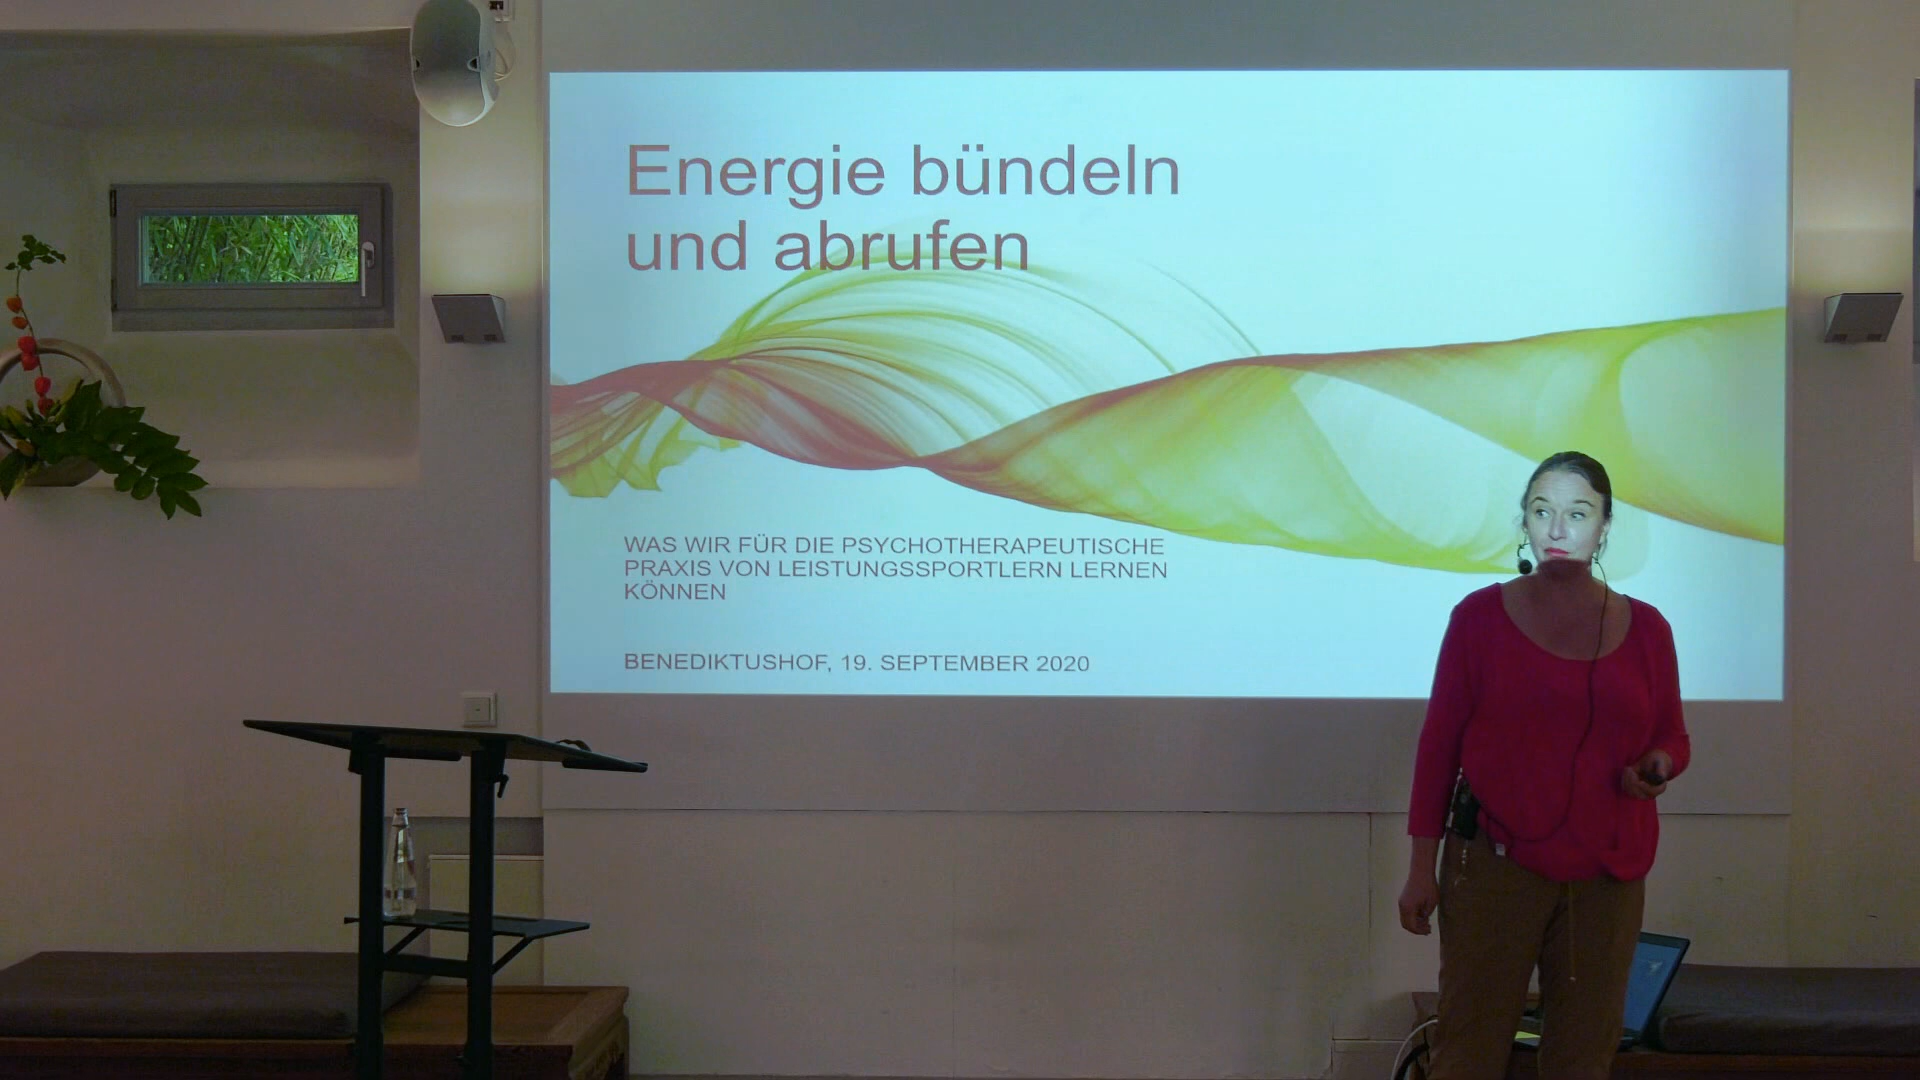 Energie bündeln
und abrufen
WAS WIR FÜR DIE PSYCHOTHERAPEUTISCHE
PRAXIS VON LEISTUNGSSPORTLERN LERNEN
KÖNNEN
BENEDIKTUSHOF, 19. SEPTEMBER 2020